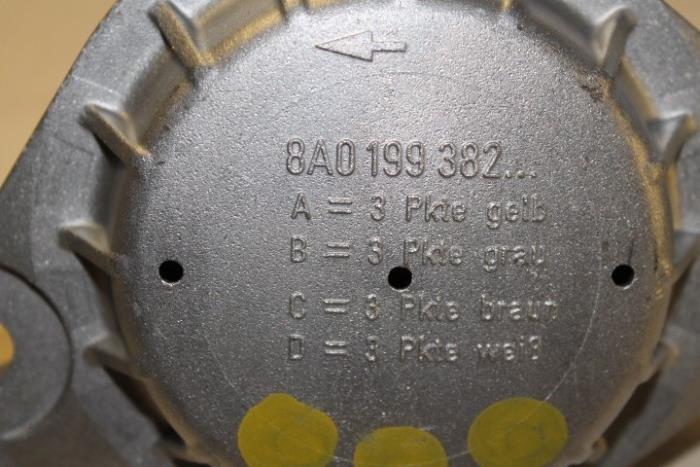 8A0 199 382...
A = 3 Pkte gelb
B = 3 Pkte grau
C = 3 Pkte braun
D = 3 Pkte weiß